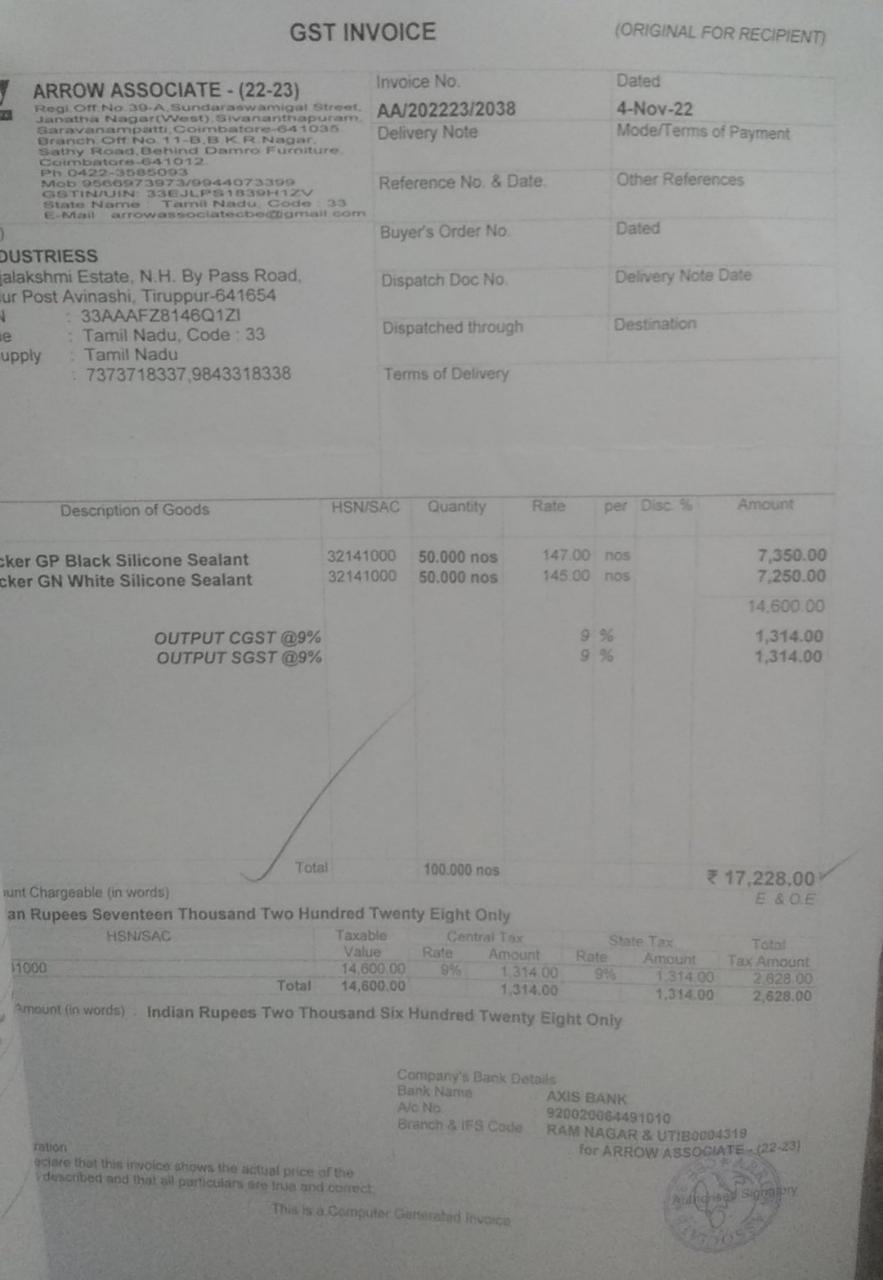 GST INVOICE
(ORIGINAL FOR RECIPIENT)
ARROW ASSOCIATE - (22-23)
Regi.Off.No.39-A,Sundaraswamigal Street,
Janatha Nagar(West),Sivananthapuram,
Saravanampatti,Coimbatore-641035
Branch.Off.No.11-B,B.K.R.Nagar,
Sathy Road,Behind Damro Furniture,
Coimbatore-641012.
Ph 0422-3585093
Mob 9566973973/9944073399
GSTIN/UIN: 33EJLPS1839H1ZV
State Name : Tamil Nadu, Code : 33
E-Mail : arrowassociatecbe@gmail.com
Invoice No.
Dated
AA/202223/2038
4-Nov-22
Delivery Note
Mode/Terms of Payment
Reference No. & Date.
Other References
Buyer's Order No.
Dated
Dispatch Doc No.
Delivery Note Date
Dispatched through
Destination
Terms of Delivery
)
DUSTRIESS
jalakshmi Estate, N.H. By Pass Road,
ur Post Avinashi, Tiruppur-641654
N : 33AAAFZ8146Q1ZI
e : Tamil Nadu, Code : 33
upply : Tamil Nadu
: 7373718337,9843318338
Description of Goods HSN/SAC Quantity Rate per Disc. % Amount
cker GP Black Silicone Sealant 32141000 50.000 nos 147.00 nos 7,350.00
cker GN White Silicone Sealant 32141000 50.000 nos 145.00 nos 7,250.00
14,600.00
OUTPUT CGST @9% 9 % 1,314.00
OUTPUT SGST @9% 9 % 1,314.00
Total 100.000 nos ₹ 17,228.00
E. & O.E
unt Chargeable (in words)
an Rupees Seventeen Thousand Two Hundred Twenty Eight Only
HSN/SAC Taxable Central Tax State Tax Total
Value Rate Amount Rate Amount Tax Amount
1000 14,600.00 9% 1,314.00 9% 1,314.00 2,628.00
Total 14,600.00 1,314.00 1,314.00 2,628.00
Amount (in words) : Indian Rupees Two Thousand Six Hundred Twenty Eight Only
Company's Bank Details
Bank Name AXIS BANK
A/c No. 920020064491010
Branch & IFS Code RAM NAGAR & UTIB0004319
for ARROW ASSOCIATE - (22-23)
ration
eclare that this invoice shows the actual price of the
described and that all particulars are true and correct.
Authorised Signatory
This is a Computer Generated Invoice